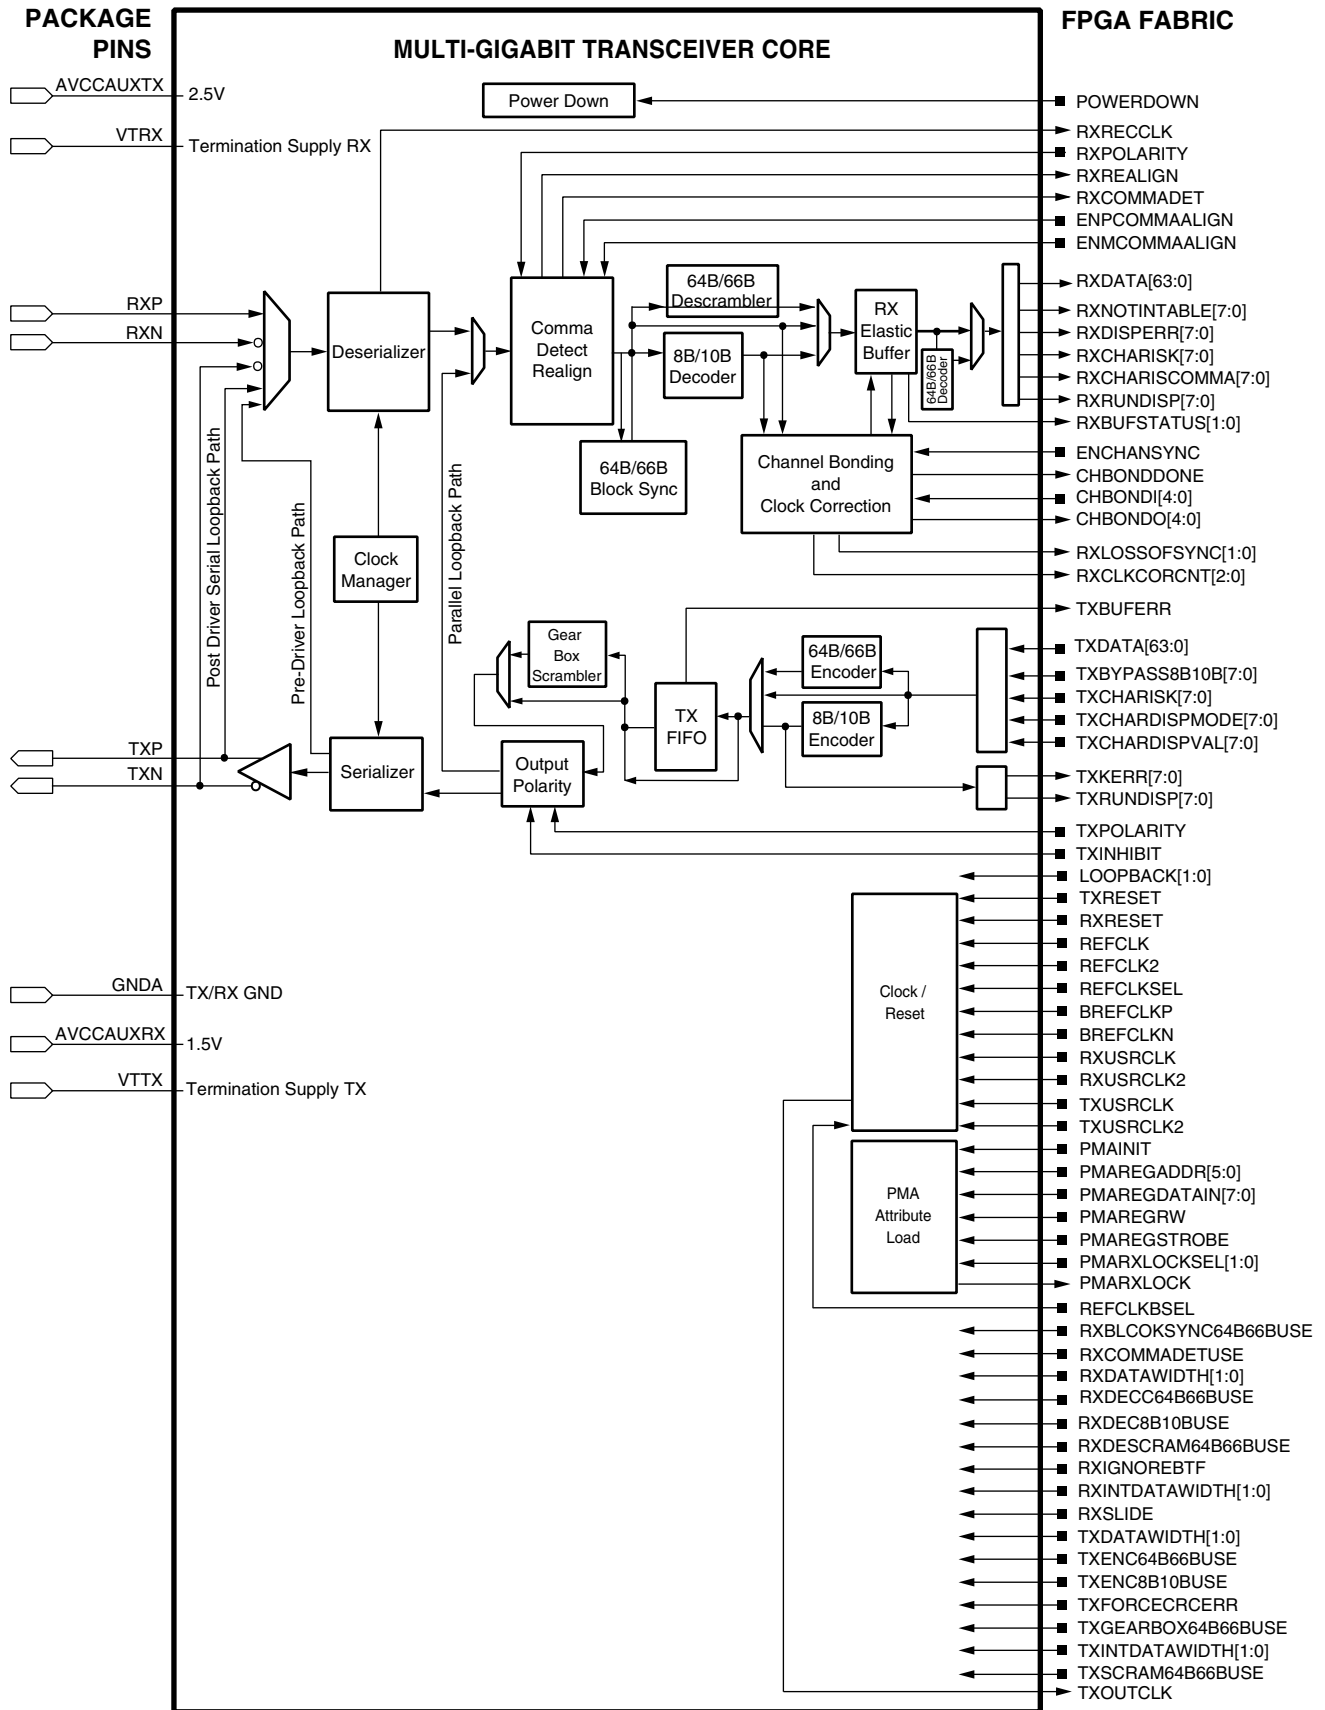 PACKAGE
PINS
FPGA FABRIC
MULTI-GIGABIT TRANSCEIVER CORE
AVCCAUXTX
2.5V
VTRX
Termination Supply RX
Power Down
POWERDOWN
RXRECCLK
RXPOLARITY
RXREALIGN
RXCOMMADET
ENPCOMMAALIGN
ENMCOMMAALIGN
RXP
RXN
Deserializer
Comma
Detect
Realign
64B/66B
Descrambler
8B/10B
Decoder
64B/66B
Block Sync
RX
Elastic
Buffer
64B/66B
Decoder
Channel Bonding
and
Clock Correction
RXDATA[63:0]
RXNOTINTABLE[7:0]
RXDISPERR[7:0]
RXCHARISK[7:0]
RXCHARISCOMMA[7:0]
RXRUNDISP[7:0]
RXBUFSTATUS[1:0]
ENCHANSYNC
CHBONDDONE
CHBONDI[4:0]
CHBONDO[4:0]
RXLOSSOFSYNC[1:0]
RXCLKCORCNT[2:0]
TXBUFERR
Post Driver Serial Loopback Path
Pre-Driver Loopback Path
Parallel Loopback Path
Clock
Manager
Gear
Box
Scrambler
TX
FIFO
64B/66B
Encoder
8B/10B
Encoder
TXDATA[63:0]
TXBYPASS8B10B[7:0]
TXCHARISK[7:0]
TXCHARDISPMODE[7:0]
TXCHARDISPVAL[7:0]
TXP
TXN
Serializer
Output
Polarity
TXKERR[7:0]
TXRUNDISP[7:0]
TXPOLARITY
TXINHIBIT
LOOPBACK[1:0]
TXRESET
RXRESET
REFCLK
REFCLK2
REFCLKSEL
BREFCLKP
BREFCLKN
RXUSRCLK
RXUSRCLK2
TXUSRCLK
TXUSRCLK2
Clock /
Reset
GNDA
TX/RX GND
AVCCAUXRX
1.5V
VTTX
Termination Supply TX
PMA
Attribute
Load
PMAINIT
PMAREGADDR[5:0]
PMAREGDATAIN[7:0]
PMAREGRW
PMAREGSTROBE
PMARXLOCKSEL[1:0]
PMARXLOCK
REFCLKBSEL
RXBLCOKSYNC64B66BUSE
RXCOMMADETUSE
RXDATAWIDTH[1:0]
RXDECC64B66BUSE
RXDEC8B10BUSE
RXDESCRAM64B66BUSE
RXIGNOREBTF
RXINTDATAWIDTH[1:0]
RXSLIDE
TXDATAWIDTH[1:0]
TXENC64B66BUSE
TXENC8B10BUSE
TXFORCECRCERR
TXGEARBOX64B66BUSE
TXINTDATAWIDTH[1:0]
TXSCRAM64B66BUSE
TXOUTCLK